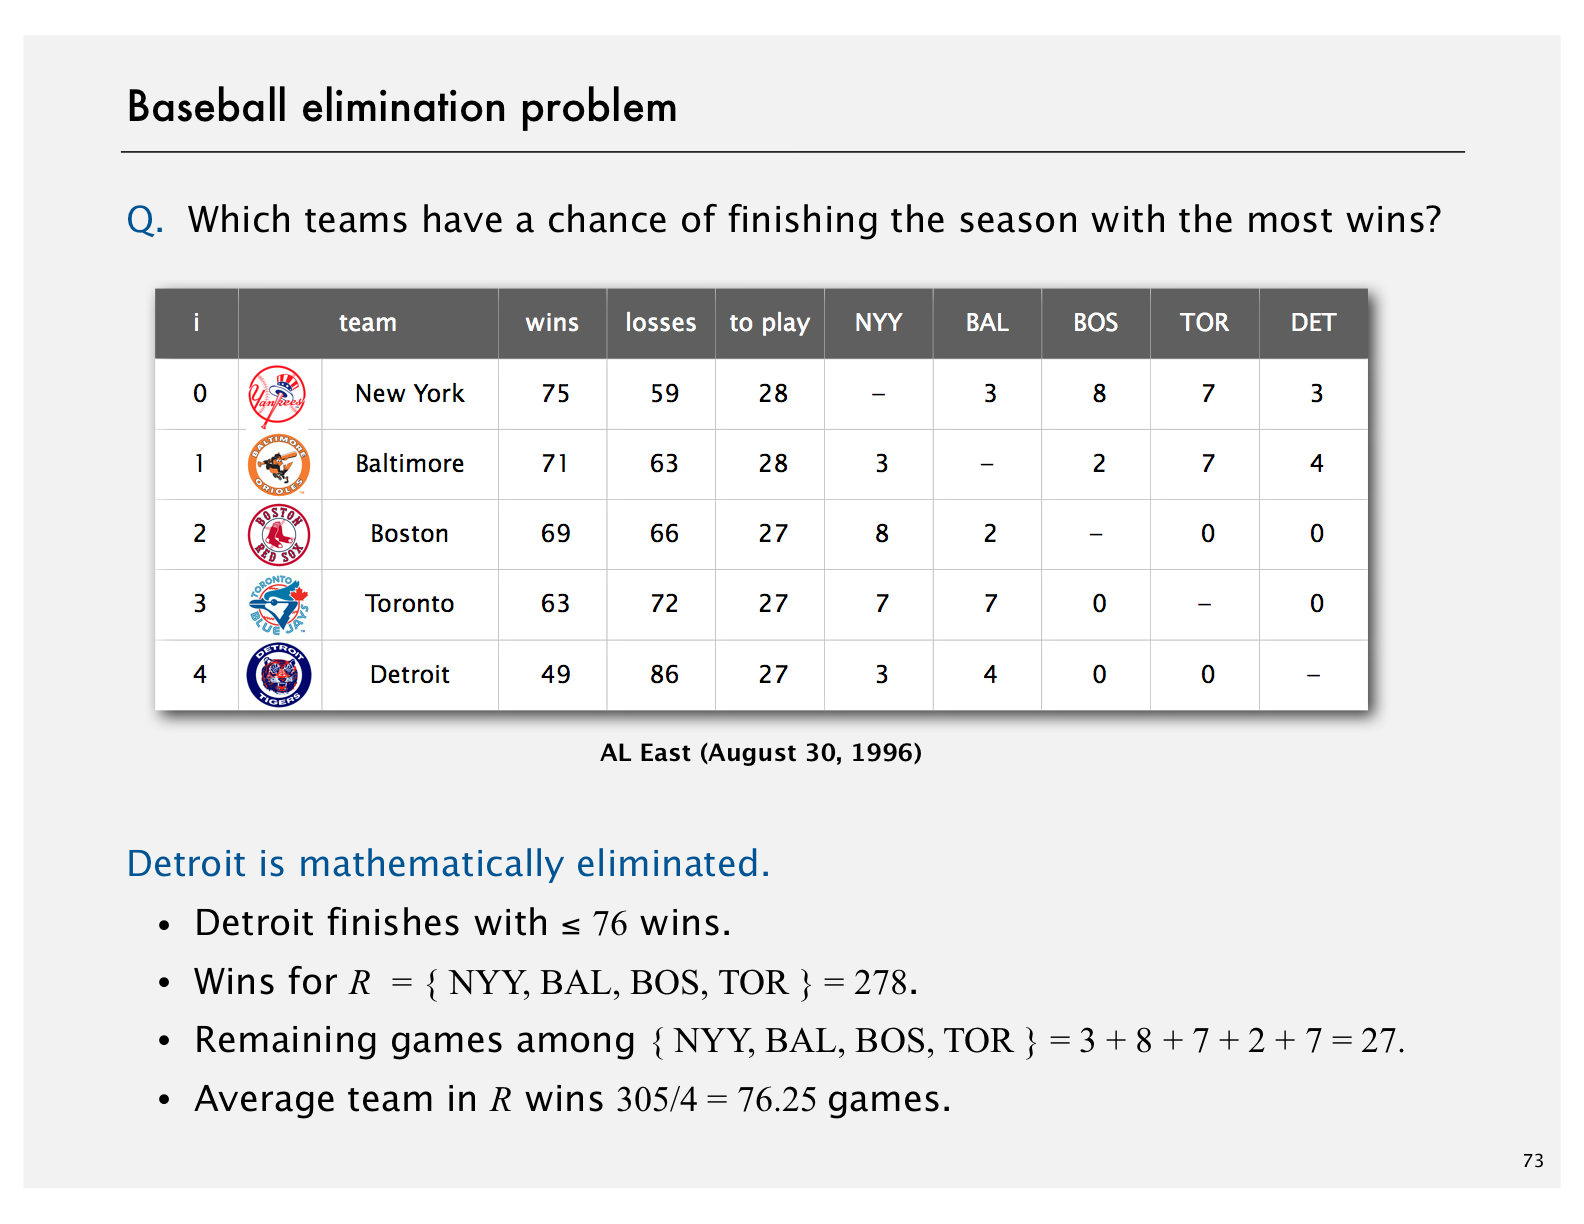 Baseball elimination problem
Q. Which teams have a chance of finishing the season with the most wins?
i team wins losses to play NYY BAL BOS TOR DET
0 Yankees New York 75 59 28 – 3 8 7 3
1 BALTIMORE ORIOLES Baltimore 71 63 28 3 – 2 7 4
2 BOSTON RED SOX Boston 69 66 27 8 2 – 0 0
3 TORONTO BLUE JAYS Toronto 63 72 27 7 7 0 – 0
4 DETROIT TIGERS Detroit 49 86 27 3 4 0 0 –
AL East (August 30, 1996)
Detroit is mathematically eliminated.
• Detroit finishes with ≤ 76 wins.
• Wins for R = { NYY, BAL, BOS, TOR } = 278.
• Remaining games among { NYY, BAL, BOS, TOR } = 3 + 8 + 7 + 2 + 7 = 27.
• Average team in R wins 305/4 = 76.25 games.
73